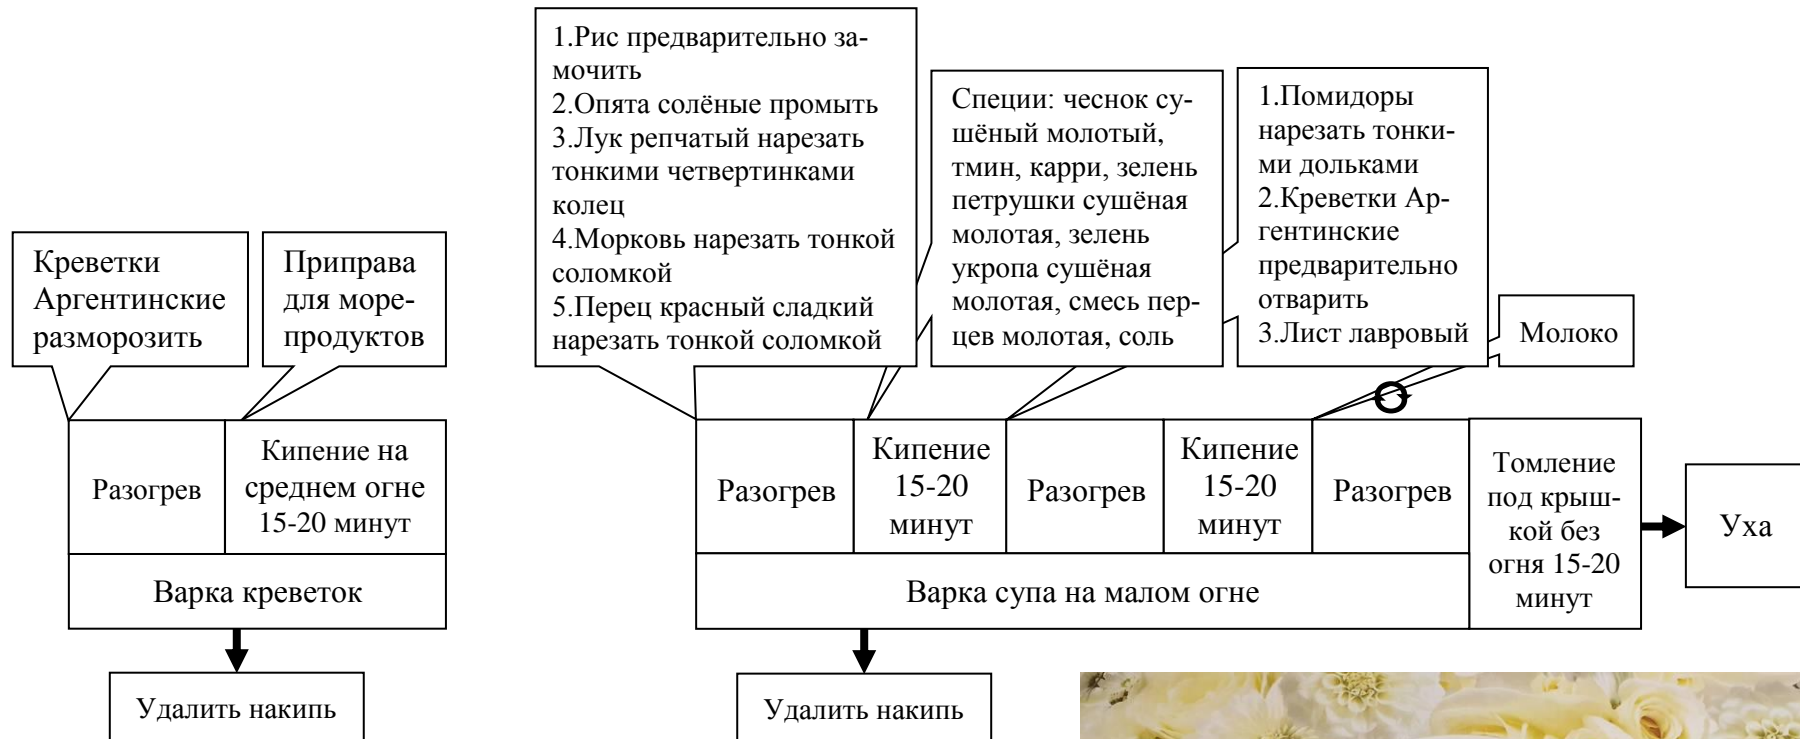 Креветки
Аргентинские
разморозить
Приправа
для море-
продуктов
1.Рис предварительно за-
мочить
2.Опята солёные промыть
3.Лук репчатый нарезать
тонкими четвертинками
колец
4.Морковь нарезать тонкой
соломкой
5.Перец красный сладкий
нарезать тонкой соломкой
Специи: чеснок су-
шёный молотый,
тмин, карри, зелень
петрушки сушёная
молотая, зелень
укропа сушёная
молотая, смесь пер-
цев молотая, соль
1.Помидоры
нарезать тонки-
ми дольками
2.Креветки Ар-
гентинские
предварительно
отварить
3.Лист лавровый
Молоко
Разогрев
Кипение на
среднем огне
15-20 минут
Варка креветок
Удалить накипь
Разогрев
Кипение
15-20
минут
Разогрев
Кипение
15-20
минут
Разогрев
Томление
под крыш-
кой без
огня 15-20
минут
Уха
Варка супа на малом огне
Удалить накипь